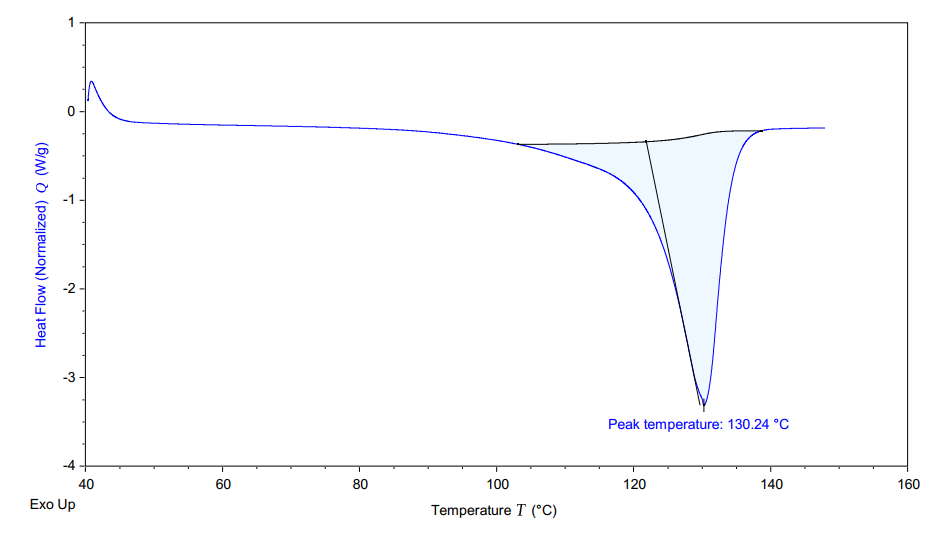 1
0
-1
-2
-3
-4
Heat Flow (Normalized) Q (W/g)
Peak temperature: 130.24 °C
40 60 80 100 120 140 160
Exo Up
Temperature T (°C)